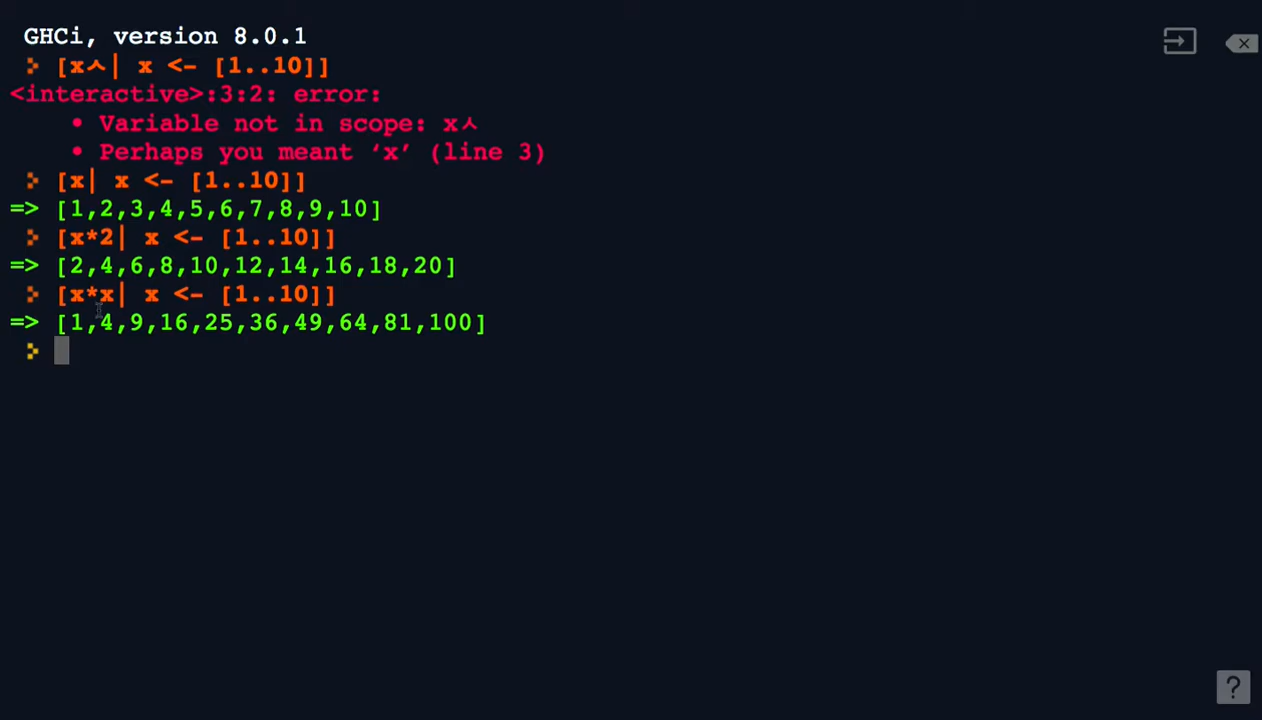 GHCi, version 8.0.1
[xㅅ| x <- [1..10]]
<interactive>:3:2: error:
• Variable not in scope: xㅅ
• Perhaps you meant ‘x’ (line 3)
[x| x <- [1..10]]
=> [1,2,3,4,5,6,7,8,9,10]
[x*2| x <- [1..10]]
=> [2,4,6,8,10,12,14,16,18,20]
[x*x| x <- [1..10]]
=> [1,4,9,16,25,36,49,64,81,100]
?